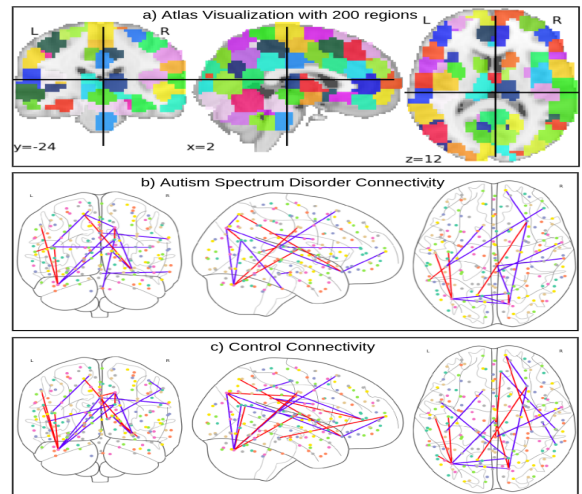 a) Atlas Visualization with 200 regions
L R L R
y=-24 x=2 z=12
b) Autism Spectrum Disorder Connectivity
L R L R
c) Control Connectivity
L R L R